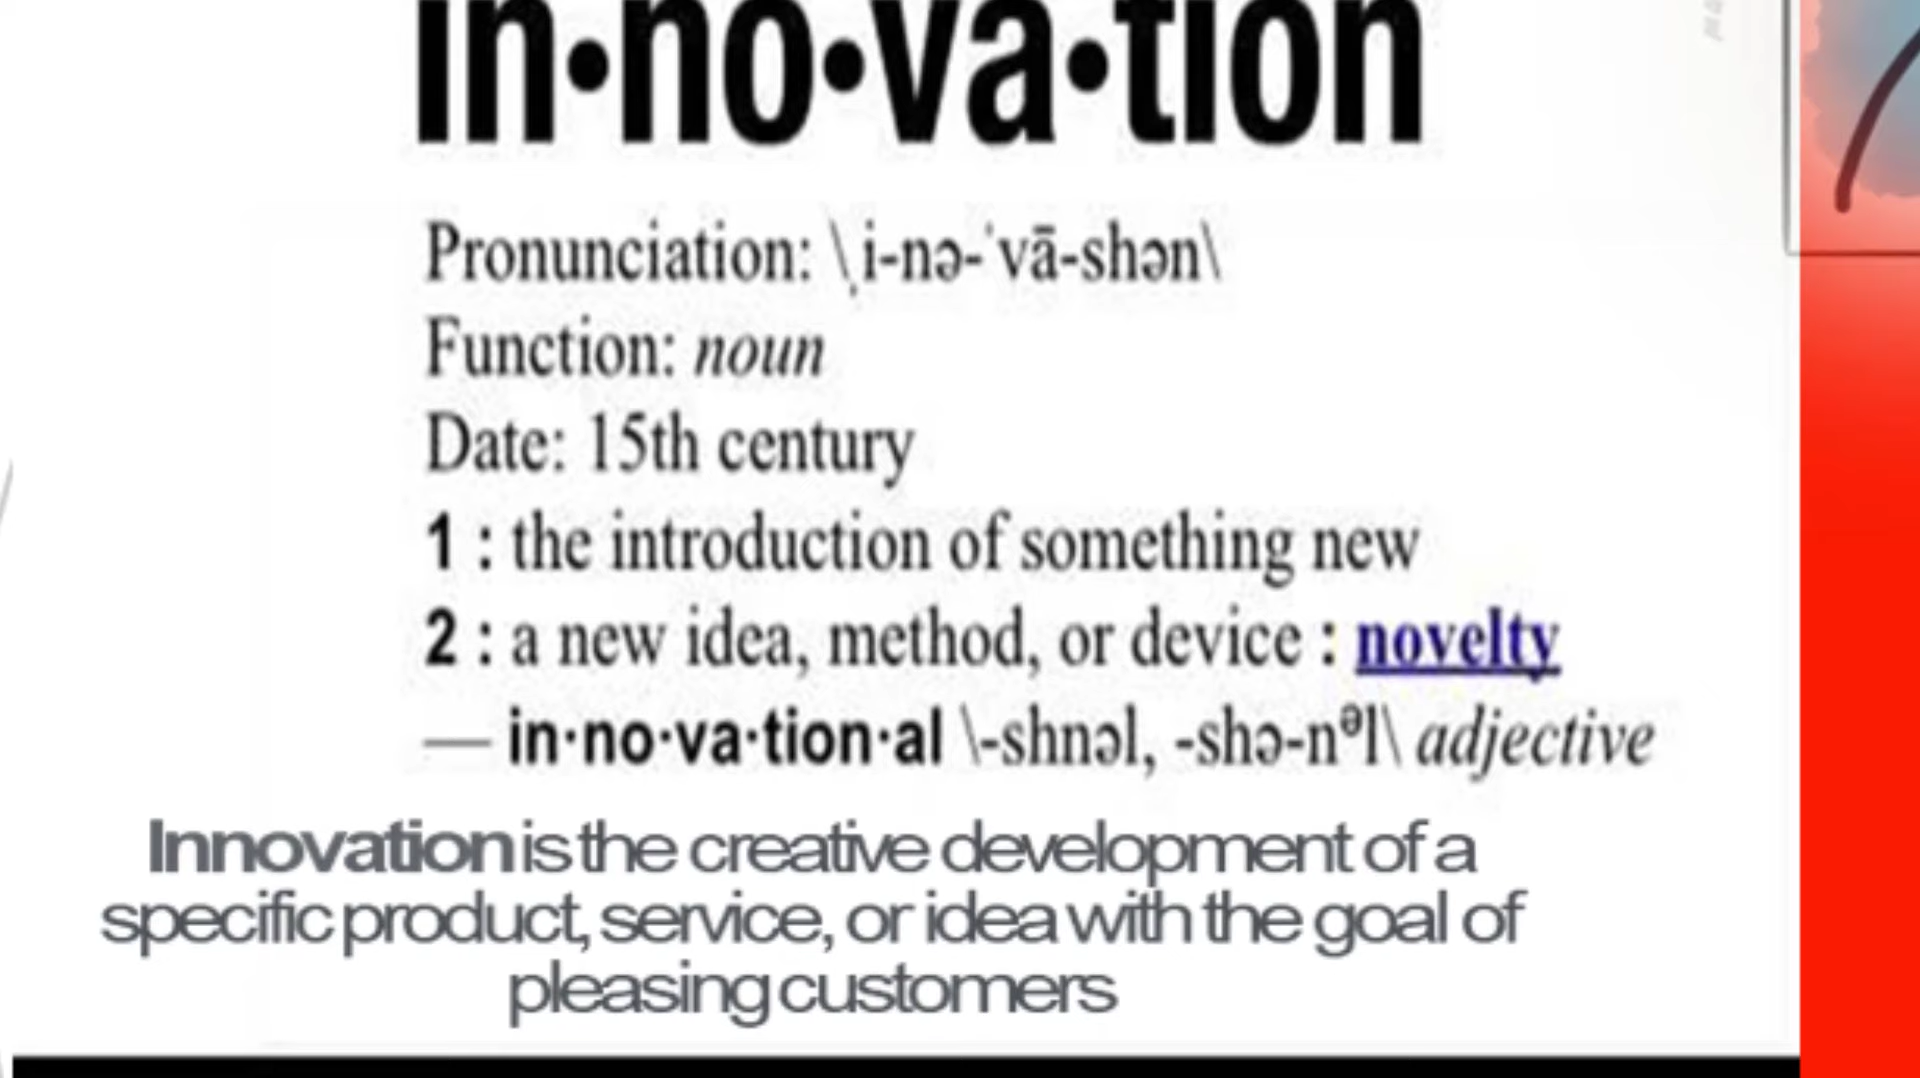 in·no·va·tion
Pronunciation: \ˌi-nə-ˈvā-shən\
Function: noun
Date: 15th century
1 : the introduction of something new
2 : a new idea, method, or device : novelty
— in·no·va·tion·al \-shnəl, -shə-nᵊl\ adjective
Innovation is the creative development of a
specific product, service, or idea with the goal of
pleasing customers